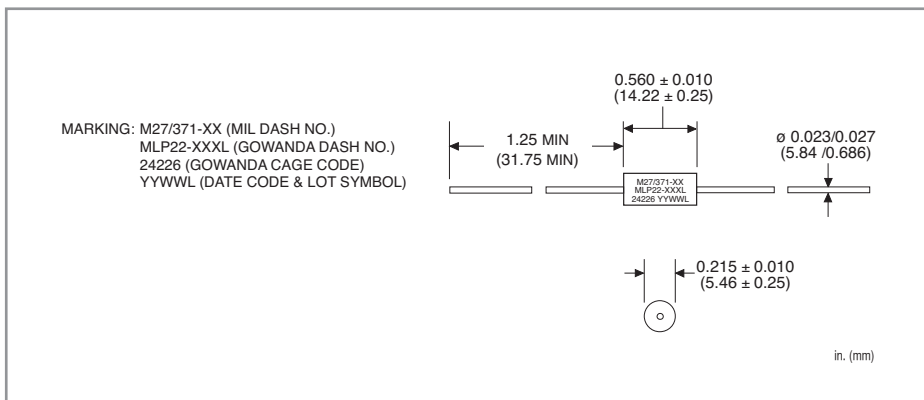 0.560 ± 0.010
(14.22 ± 0.25)
MARKING: M27/371-XX (MIL DASH NO.)
MLP22-XXXL (GOWANDA DASH NO.)
24226 (GOWANDA CAGE CODE)
YYWWL (DATE CODE & LOT SYMBOL)
1.25 MIN
(31.75 MIN)
ø 0.023/0.027
(5.84 /0.686)
M27/371-XX
MLP22-XXXL
24226 YYWWL
0.215 ± 0.010
(5.46 ± 0.25)
in. (mm)